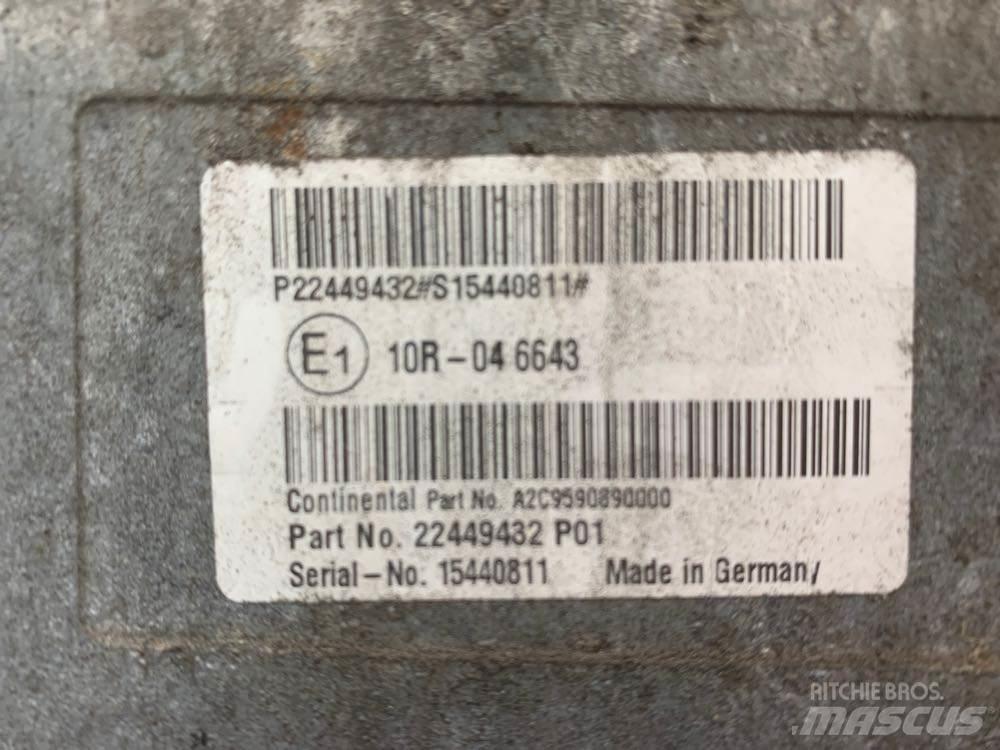 P22449432#S15440811#
E1 10R-04 6643
Continental Part No. A2C9590890000
Part No. 22449432 P01
Serial-No. 15440811 Made in Germany
RITCHIE BROS.
MASCUS